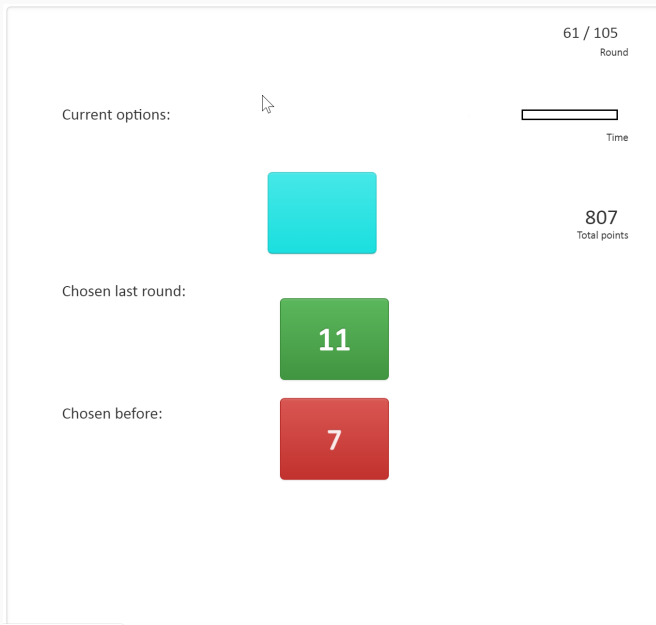 61 / 105
Round
Current options:
Time
807
Total points
Chosen last round:
11
Chosen before:
7